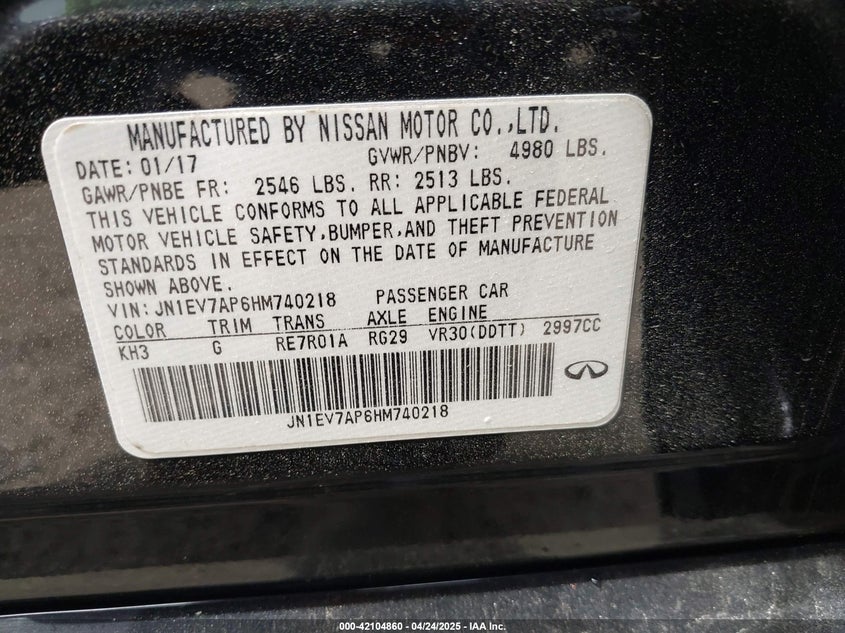 MANUFACTURED BY NISSAN MOTOR CO.,LTD.
DATE: 01/17 GVWR/PNBV: 4980 LBS.
GAWR/PNBE FR: 2546 LBS. RR: 2513 LBS.
THIS VEHICLE CONFORMS TO ALL APPLICABLE FEDERAL
MOTOR VEHICLE SAFETY,BUMPER,AND THEFT PREVENTION
STANDARDS IN EFFECT ON THE DATE OF MANUFACTURE
SHOWN ABOVE.
VIN: JN1EV7AP6HM740218 PASSENGER CAR
COLOR TRIM TRANS AXLE ENGINE
KH3 G RE7R01A RG29 VR30(DDTT) 2997CC
JN1EV7AP6HM740218
000-42104860 - 04/24/2025 - IAA Inc.